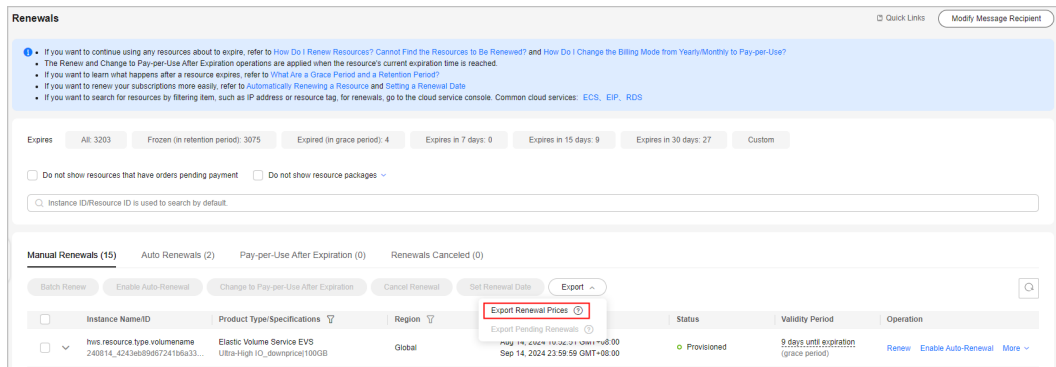 Renewals
Quick Links
Modify Message Recipient
• If you want to continue using any resources about to expire, refer to How Do I Renew Resources? Cannot Find the Resources to Be Renewed? and How Do I Change the Billing Mode from Yearly/Monthly to Pay-per-Use?
• The Renew and Change to Pay-per-Use After Expiration operations are applied when the resource's current expiration time is reached.
• If you want to learn what happens after a resource expires, refer to What Are a Grace Period and a Retention Period?
• If you want to renew your subscriptions more easily, refer to Automatically Renewing a Resource and Setting a Renewal Date
• If you want to search for resources by filtering item, such as IP address or resource tag, for renewals, go to the cloud service console. Common cloud services: ECS、EIP、RDS
Expires All: 3203 Frozen (in retention period): 3075 Expired (in grace period): 4 Expires in 7 days: 0 Expires in 15 days: 9 Expires in 30 days: 27 Custom
Do not show resources that have orders pending payment Do not show resource packages
Instance ID/Resource ID is used to search by default.
Manual Renewals (15) Auto Renewals (2) Pay-per-Use After Expiration (0) Renewals Canceled (0)
Batch Renew Enable Auto-Renewal Change to Pay-per-Use After Expiration Cancel Renewal Set Renewal Date Export
Export Renewal Prices
Export Pending Renewals
Instance Name/ID Product Type/Specifications Region Status Validity Period Operation
hws.resource.type.volumename Elastic Volume Service EVS Global Aug 14, 2024 10:52:51 GMT+08:00 Provisioned 9 days until expiration Renew Enable Auto-Renewal More
240814_4243eb89d67241b6a33... Ultra-High IO_downprice|100GB Sep 14, 2024 23:59:59 GMT+08:00 (grace period)